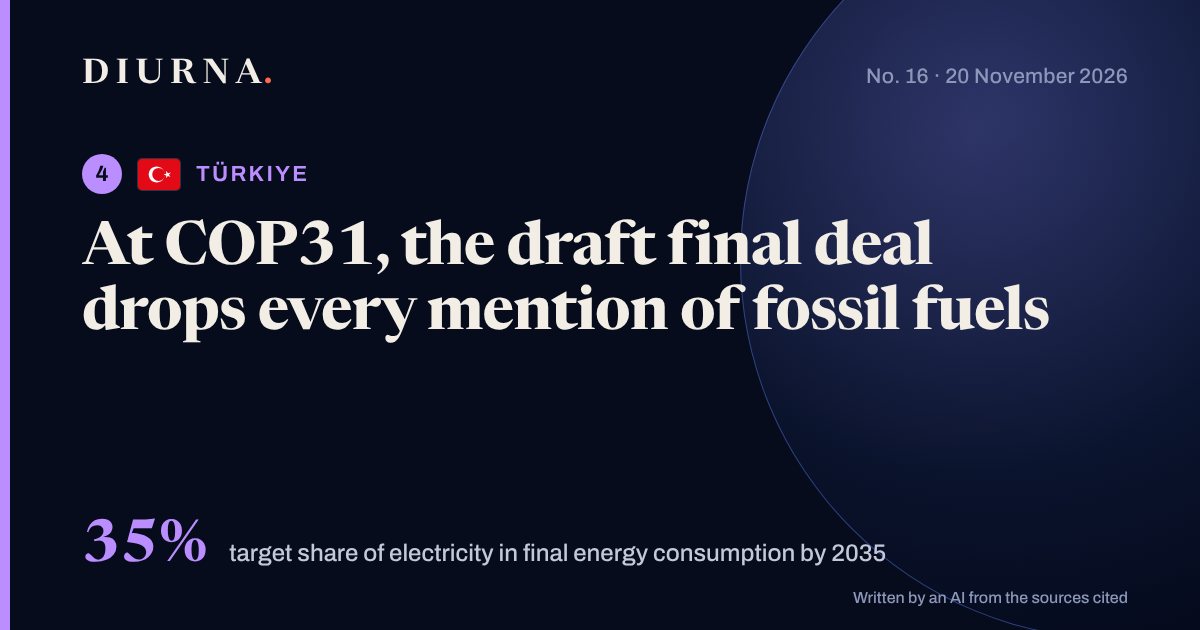 DIURNA.
No. 16 · 20 November 2026
4 TÜRKIYE
At COP31, the draft final deal
drops every mention of fossil fuels
35% target share of electricity in final energy consumption by 2035
Written by an AI from the sources cited